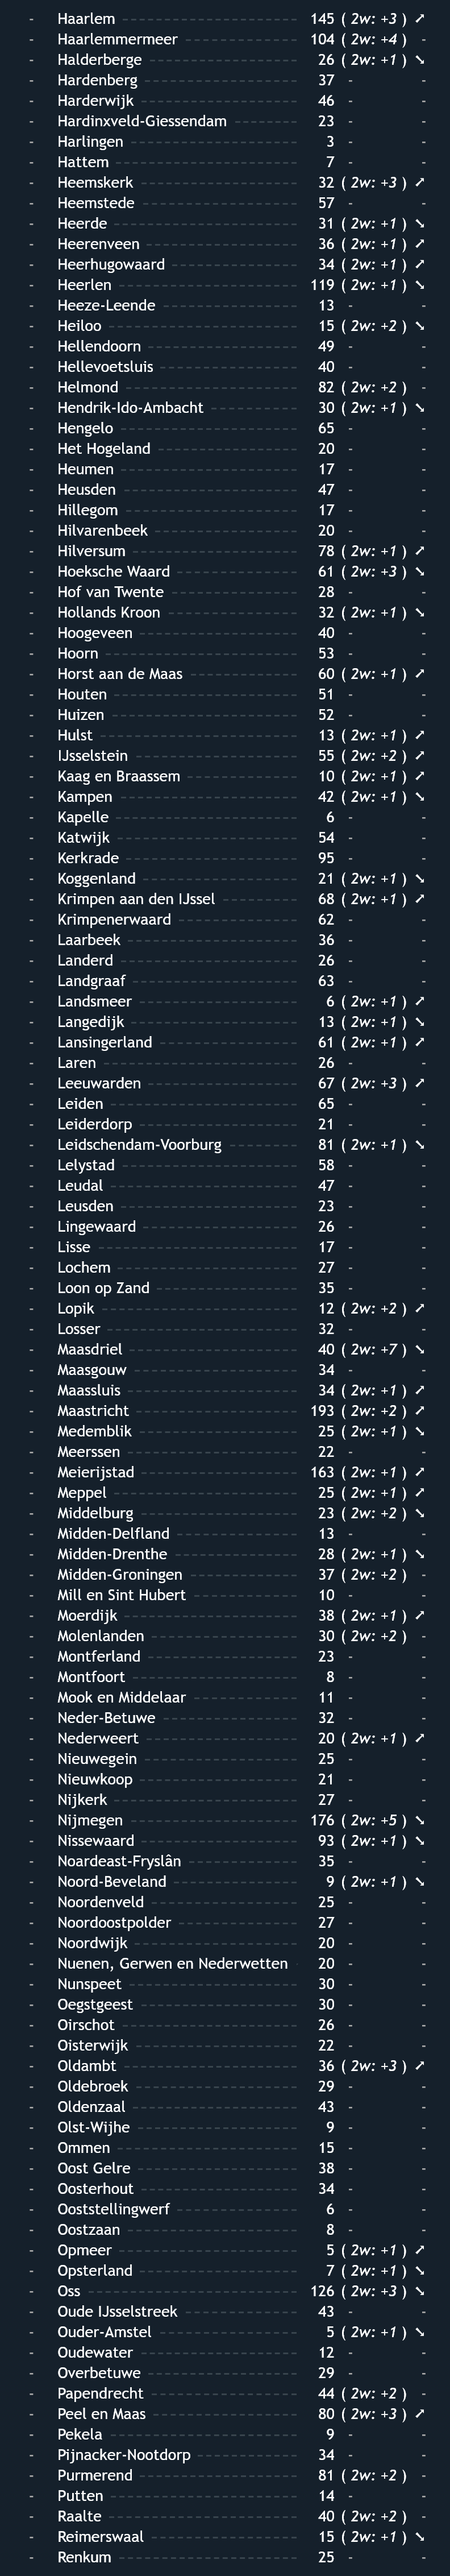 - Haarlem 145 ( 2w: +3 ) ➚
- Haarlemmermeer 104 ( 2w: +4 ) -
- Halderberge 26 ( 2w: +1 ) ➘
- Hardenberg 37 - -
- Harderwijk 46 - -
- Hardinxveld-Giessendam 23 - -
- Harlingen 3 - -
- Hattem 7 - -
- Heemskerk 32 ( 2w: +3 ) ➚
- Heemstede 57 - -
- Heerde 31 ( 2w: +1 ) ➘
- Heerenveen 36 ( 2w: +1 ) ➚
- Heerhugowaard 34 ( 2w: +1 ) ➚
- Heerlen 119 ( 2w: +1 ) ➘
- Heeze-Leende 13 - -
- Heiloo 15 ( 2w: +2 ) ➘
- Hellendoorn 49 - -
- Hellevoetsluis 40 - -
- Helmond 82 ( 2w: +2 ) -
- Hendrik-Ido-Ambacht 30 ( 2w: +1 ) ➘
- Hengelo 65 - -
- Het Hogeland 20 - -
- Heumen 17 - -
- Heusden 47 - -
- Hillegom 17 - -
- Hilvarenbeek 20 - -
- Hilversum 78 ( 2w: +1 ) ➚
- Hoeksche Waard 61 ( 2w: +3 ) ➘
- Hof van Twente 28 - -
- Hollands Kroon 32 ( 2w: +1 ) ➘
- Hoogeveen 40 - -
- Hoorn 53 - -
- Horst aan de Maas 60 ( 2w: +1 ) ➚
- Houten 51 - -
- Huizen 52 - -
- Hulst 13 ( 2w: +1 ) ➚
- IJsselstein 55 ( 2w: +2 ) ➚
- Kaag en Braassem 10 ( 2w: +1 ) ➚
- Kampen 42 ( 2w: +1 ) ➘
- Kapelle 6 - -
- Katwijk 54 - -
- Kerkrade 95 - -
- Koggenland 21 ( 2w: +1 ) ➘
- Krimpen aan den IJssel 68 ( 2w: +1 ) ➚
- Krimpenerwaard 62 - -
- Laarbeek 36 - -
- Landerd 26 - -
- Landgraaf 63 - -
- Landsmeer 6 ( 2w: +1 ) ➚
- Langedijk 13 ( 2w: +1 ) ➘
- Lansingerland 61 ( 2w: +1 ) ➚
- Laren 26 - -
- Leeuwarden 67 ( 2w: +3 ) ➚
- Leiden 65 - -
- Leiderdorp 21 - -
- Leidschendam-Voorburg 81 ( 2w: +1 ) ➘
- Lelystad 58 - -
- Leudal 47 - -
- Leusden 23 - -
- Lingewaard 26 - -
- Lisse 17 - -
- Lochem 27 - -
- Loon op Zand 35 - -
- Lopik 12 ( 2w: +2 ) ➚
- Losser 32 - -
- Maasdriel 40 ( 2w: +7 ) ➘
- Maasgouw 34 - -
- Maassluis 34 ( 2w: +1 ) ➚
- Maastricht 193 ( 2w: +2 ) ➚
- Medemblik 25 ( 2w: +1 ) ➘
- Meerssen 22 - -
- Meierijstad 163 ( 2w: +1 ) ➚
- Meppel 25 ( 2w: +1 ) ➚
- Middelburg 23 ( 2w: +2 ) ➘
- Midden-Delfland 13 - -
- Midden-Drenthe 28 ( 2w: +1 ) ➘
- Midden-Groningen 37 ( 2w: +2 ) -
- Mill en Sint Hubert 10 - -
- Moerdijk 38 ( 2w: +1 ) ➚
- Molenlanden 30 ( 2w: +2 ) -
- Montferland 23 - -
- Montfoort 8 - -
- Mook en Middelaar 11 - -
- Neder-Betuwe 32 - -
- Nederweert 20 ( 2w: +1 ) ➚
- Nieuwegein 25 - -
- Nieuwkoop 21 - -
- Nijkerk 27 - -
- Nijmegen 176 ( 2w: +5 ) ➘
- Nissewaard 93 ( 2w: +1 ) ➘
- Noardeast-Fryslân 35 - -
- Noord-Beveland 9 ( 2w: +1 ) ➘
- Noordenveld 25 - -
- Noordoostpolder 27 - -
- Noordwijk 20 - -
- Nuenen, Gerwen en Nederwetten 20 - -
- Nunspeet 30 - -
- Oegstgeest 30 - -
- Oirschot 26 - -
- Oisterwijk 22 - -
- Oldambt 36 ( 2w: +3 ) ➚
- Oldebroek 29 - -
- Oldenzaal 43 - -
- Olst-Wijhe 9 - -
- Ommen 15 - -
- Oost Gelre 38 - -
- Oosterhout 34 - -
- Ooststellingwerf 6 - -
- Oostzaan 8 - -
- Opmeer 5 ( 2w: +1 ) ➚
- Opsterland 7 ( 2w: +1 ) ➘
- Oss 126 ( 2w: +3 ) ➘
- Oude IJsselstreek 43 - -
- Ouder-Amstel 5 ( 2w: +1 ) ➘
- Oudewater 12 - -
- Overbetuwe 29 - -
- Papendrecht 44 ( 2w: +2 ) -
- Peel en Maas 80 ( 2w: +3 ) ➚
- Pekela 9 - -
- Pijnacker-Nootdorp 34 - -
- Purmerend 81 ( 2w: +2 ) -
- Putten 14 - -
- Raalte 40 ( 2w: +2 ) -
- Reimerswaal 15 ( 2w: +1 ) ➘
- Renkum 25 - -